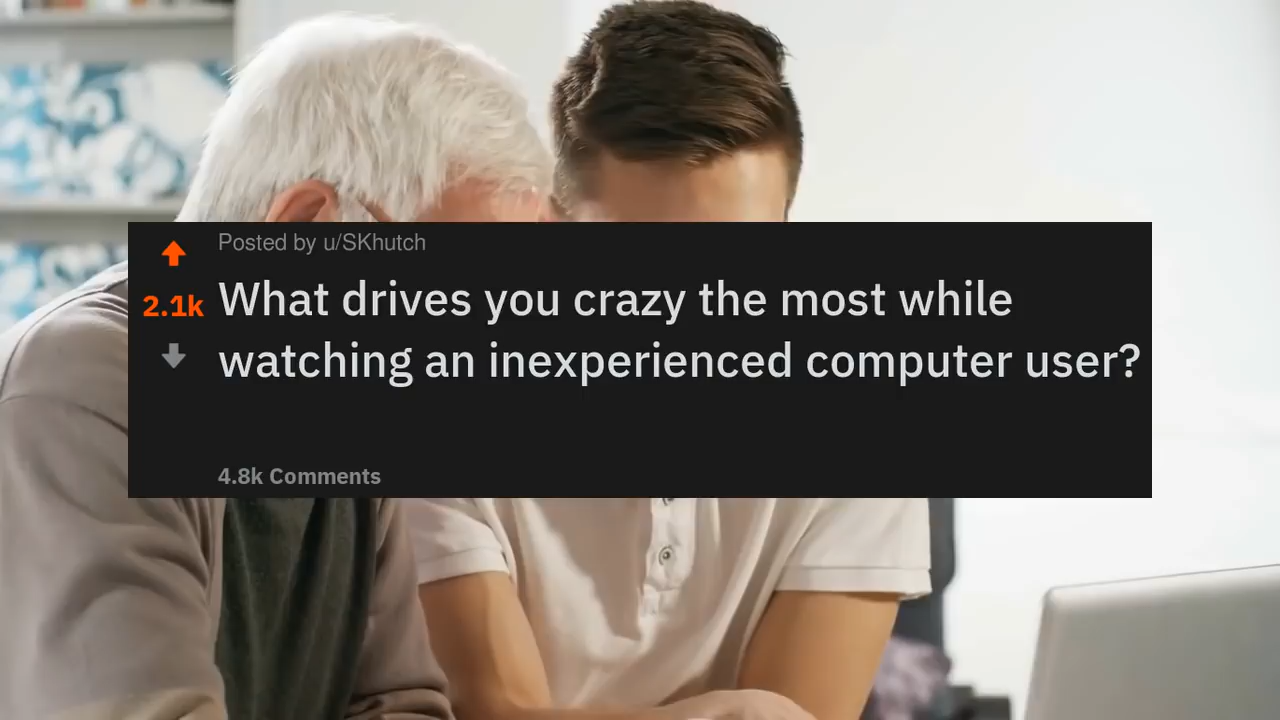 Posted by u/SKhutch
2.1k
What drives you crazy the most while
watching an inexperienced computer user?
4.8k Comments